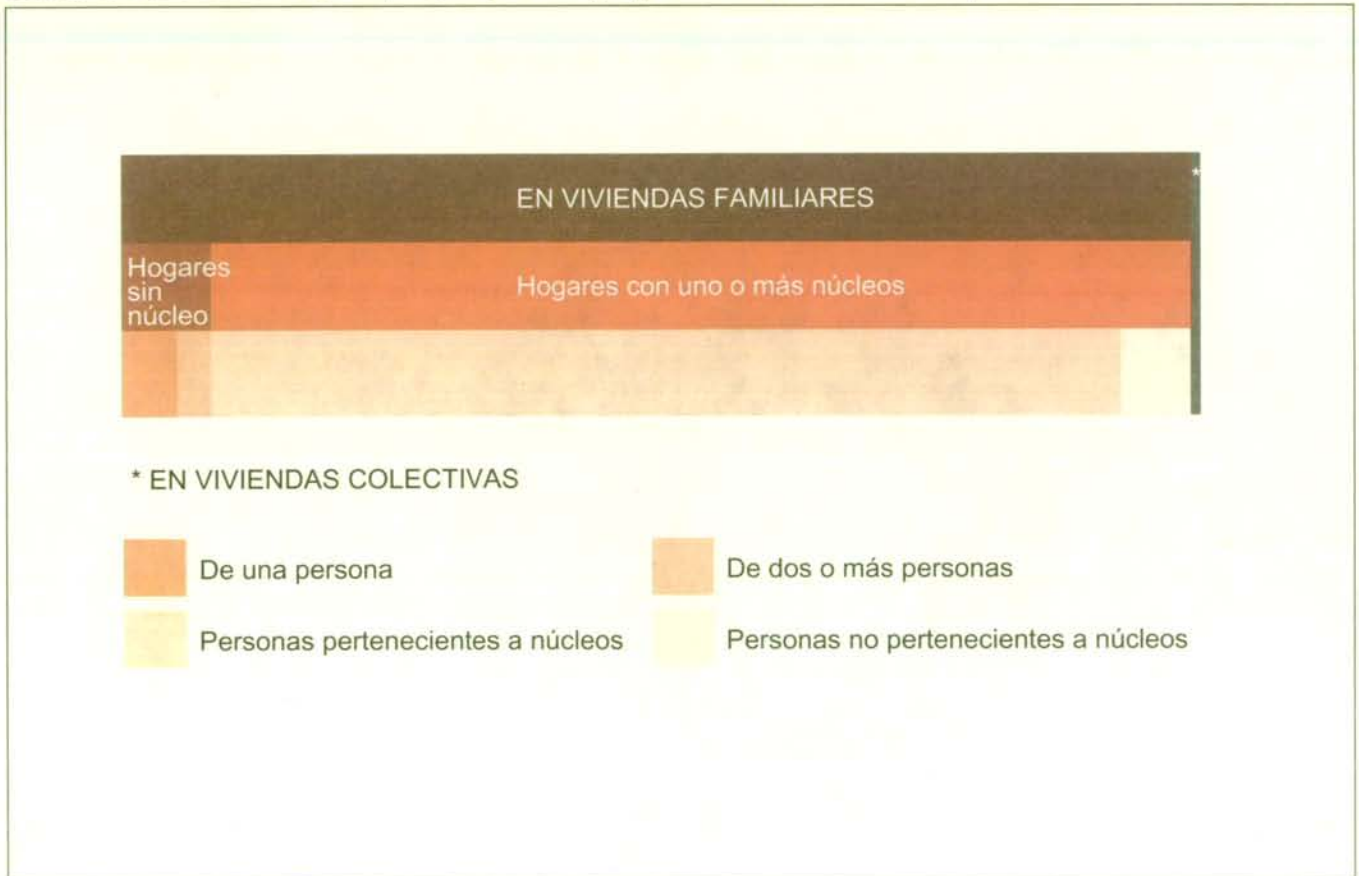 *
EN VIVIENDAS FAMILIARES
Hogares
sin
núcleo
Hogares con uno o más núcleos
* EN VIVIENDAS COLECTIVAS
De una persona
De dos o más personas
Personas pertenecientes a núcleos
Personas no pertenecientes a núcleos